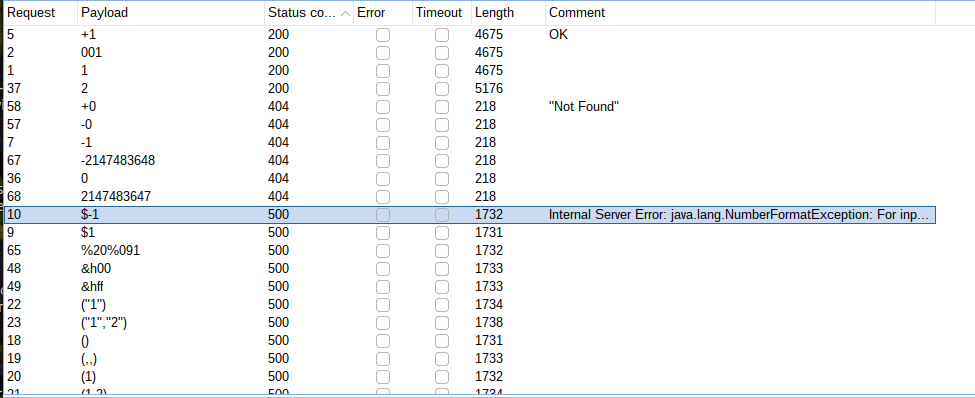 Request Payload Status co... Error Timeout Length Comment
5 +1 200 4675 OK
2 001 200 4675
1 1 200 4675
37 2 200 5176
58 +0 404 218 "Not Found"
57 -0 404 218
7 -1 404 218
67 -2147483648 404 218
36 0 404 218
68 2147483647 404 218
10 $-1 500 1732 Internal Server Error: java.lang.NumberFormatException: For inp...
9 $1 500 1731
65 %20%091 500 1732
48 &h00 500 1733
49 &hff 500 1733
22 ("1") 500 1734
23 ("1","2") 500 1738
18 () 500 1731
19 (,,) 500 1733
20 (1) 500 1732
21 (1,2) 500 1734